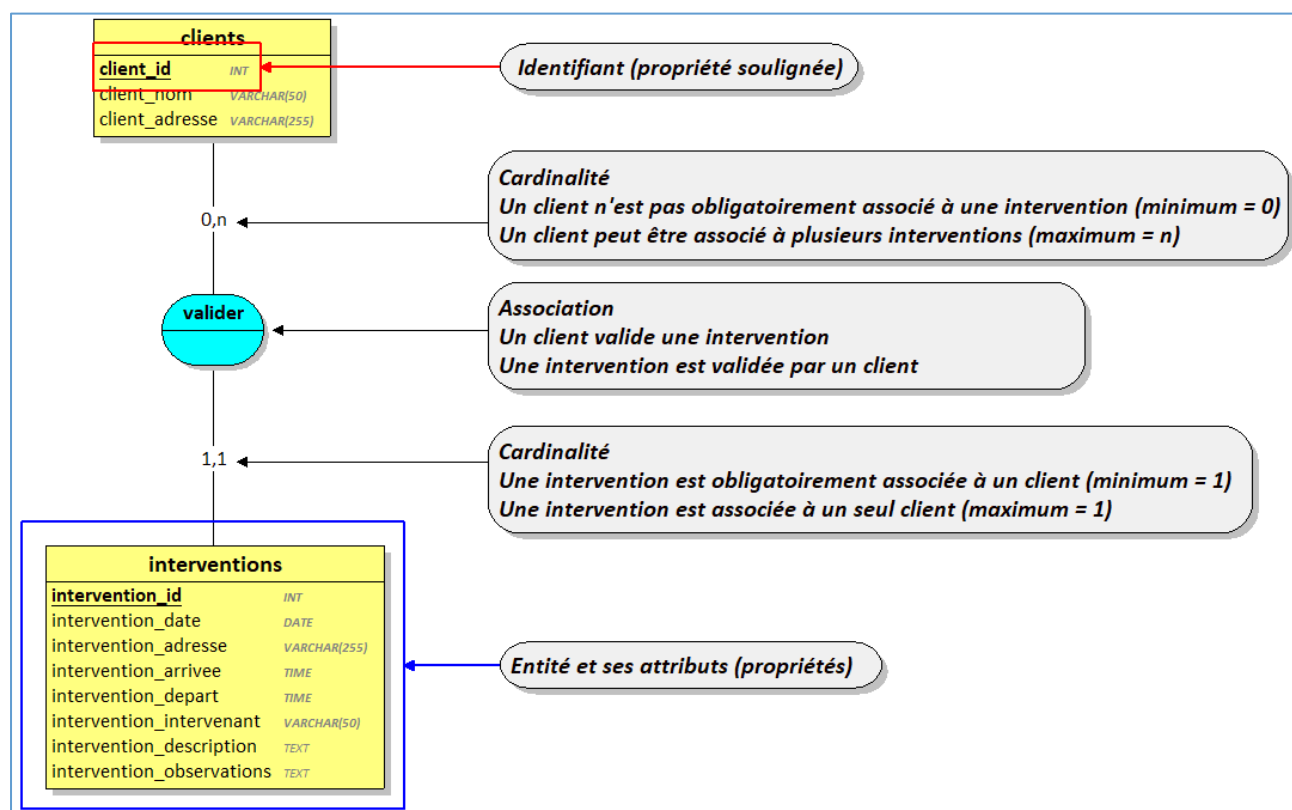 clients
client_id INT
client_nom VARCHAR(50)
client_adresse VARCHAR(255)
Identifiant (propriété soulignée)
0,n
Cardinalité
Un client n'est pas obligatoirement associé à une intervention (minimum = 0)
Un client peut être associé à plusieurs interventions (maximum = n)
valider
Association
Un client valide une intervention
Une intervention est validée par un client
1,1
Cardinalité
Une intervention est obligatoirement associée à un client (minimum = 1)
Une intervention est associée à un seul client (maximum = 1)
interventions
intervention_id INT
intervention_date DATE
intervention_adresse VARCHAR(255)
intervention_arrivee TIME
intervention_depart TIME
intervention_intervenant VARCHAR(50)
intervention_description TEXT
intervention_observations TEXT
Entité et ses attributs (propriétés)